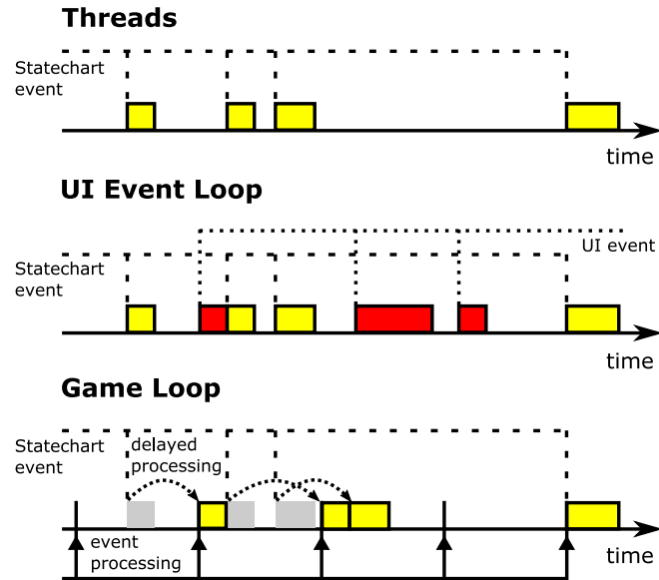 Threads
Statechart
event
time
UI Event Loop
UI event
Statechart
event
time
Game Loop
Statechart
event
delayed
processing
event
processing
time